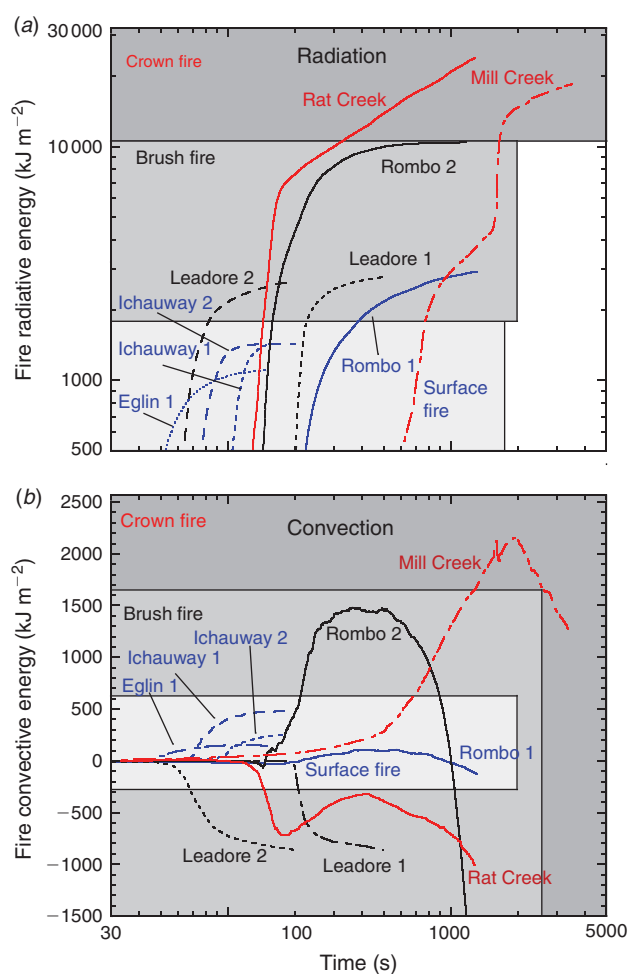 (a)
30 000
10 000
1000
500
Fire radiative energy (kJ m−2)
Crown fire
Radiation
Rat Creek
Mill Creek
Brush fire
Rombo 2
Leadore 2
Leadore 1
Ichauway 2
Ichauway 1
Eglin 1
Rombo 1
Surface
fire
(b)
2500
2000
1500
1000
500
0
−500
−1000
−1500
Fire convective energy (kJ m−2)
Crown fire
Convection
Mill Creek
Brush fire
Ichauway 2
Rombo 2
Ichauway 1
Eglin 1
Rombo 1
Surface fire
Leadore 2
Leadore 1
Rat Creek
30
100
1000
5000
Time (s)